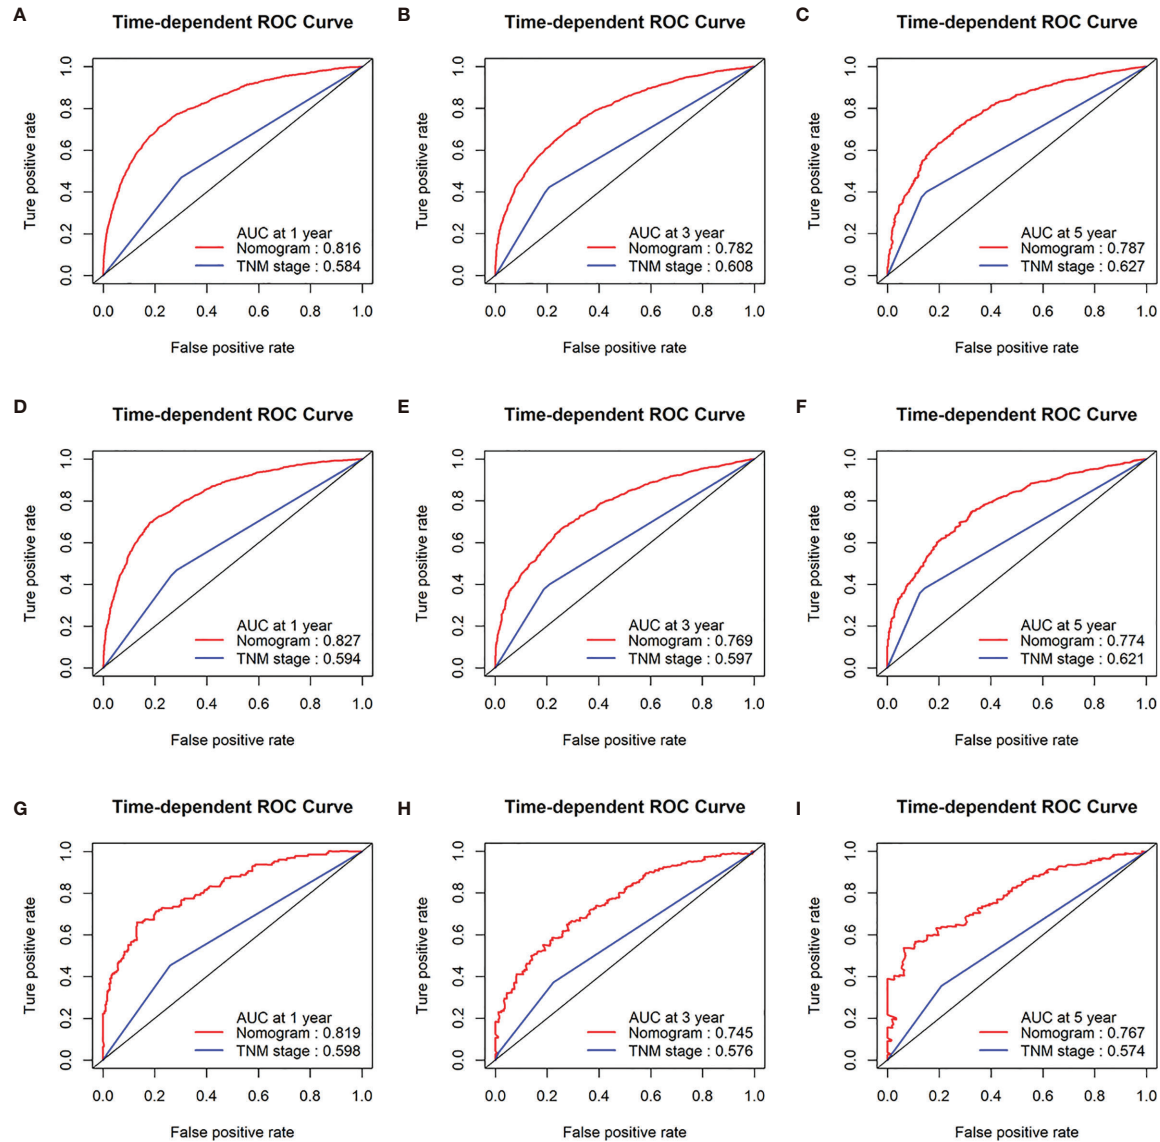 A
Time-dependent ROC Curve
Ture positive rate
0.0 0.2 0.4 0.6 0.8 1.0
AUC at 1 year
Nomogram : 0.816
TNM stage : 0.584
0.0 0.2 0.4 0.6 0.8 1.0
False positive rate
B
Time-dependent ROC Curve
Ture positive rate
0.0 0.2 0.4 0.6 0.8 1.0
AUC at 3 year
Nomogram : 0.782
TNM stage : 0.608
0.0 0.2 0.4 0.6 0.8 1.0
False positive rate
C
Time-dependent ROC Curve
Ture positive rate
0.0 0.2 0.4 0.6 0.8 1.0
AUC at 5 year
Nomogram : 0.787
TNM stage : 0.627
0.0 0.2 0.4 0.6 0.8 1.0
False positive rate
D
Time-dependent ROC Curve
Ture positive rate
0.0 0.2 0.4 0.6 0.8 1.0
AUC at 1 year
Nomogram : 0.827
TNM stage : 0.594
0.0 0.2 0.4 0.6 0.8 1.0
False positive rate
E
Time-dependent ROC Curve
Ture positive rate
0.0 0.2 0.4 0.6 0.8 1.0
AUC at 3 year
Nomogram : 0.769
TNM stage : 0.597
0.0 0.2 0.4 0.6 0.8 1.0
False positive rate
F
Time-dependent ROC Curve
Ture positive rate
0.0 0.2 0.4 0.6 0.8 1.0
AUC at 5 year
Nomogram : 0.774
TNM stage : 0.621
0.0 0.2 0.4 0.6 0.8 1.0
False positive rate
G
Time-dependent ROC Curve
Ture positive rate
0.0 0.2 0.4 0.6 0.8 1.0
AUC at 1 year
Nomogram : 0.819
TNM stage : 0.598
0.0 0.2 0.4 0.6 0.8 1.0
False positive rate
H
Time-dependent ROC Curve
Ture positive rate
0.0 0.2 0.4 0.6 0.8 1.0
AUC at 3 year
Nomogram : 0.745
TNM stage : 0.576
0.0 0.2 0.4 0.6 0.8 1.0
False positive rate
I
Time-dependent ROC Curve
Ture positive rate
0.0 0.2 0.4 0.6 0.8 1.0
AUC at 5 year
Nomogram : 0.767
TNM stage : 0.574
0.0 0.2 0.4 0.6 0.8 1.0
False positive rate